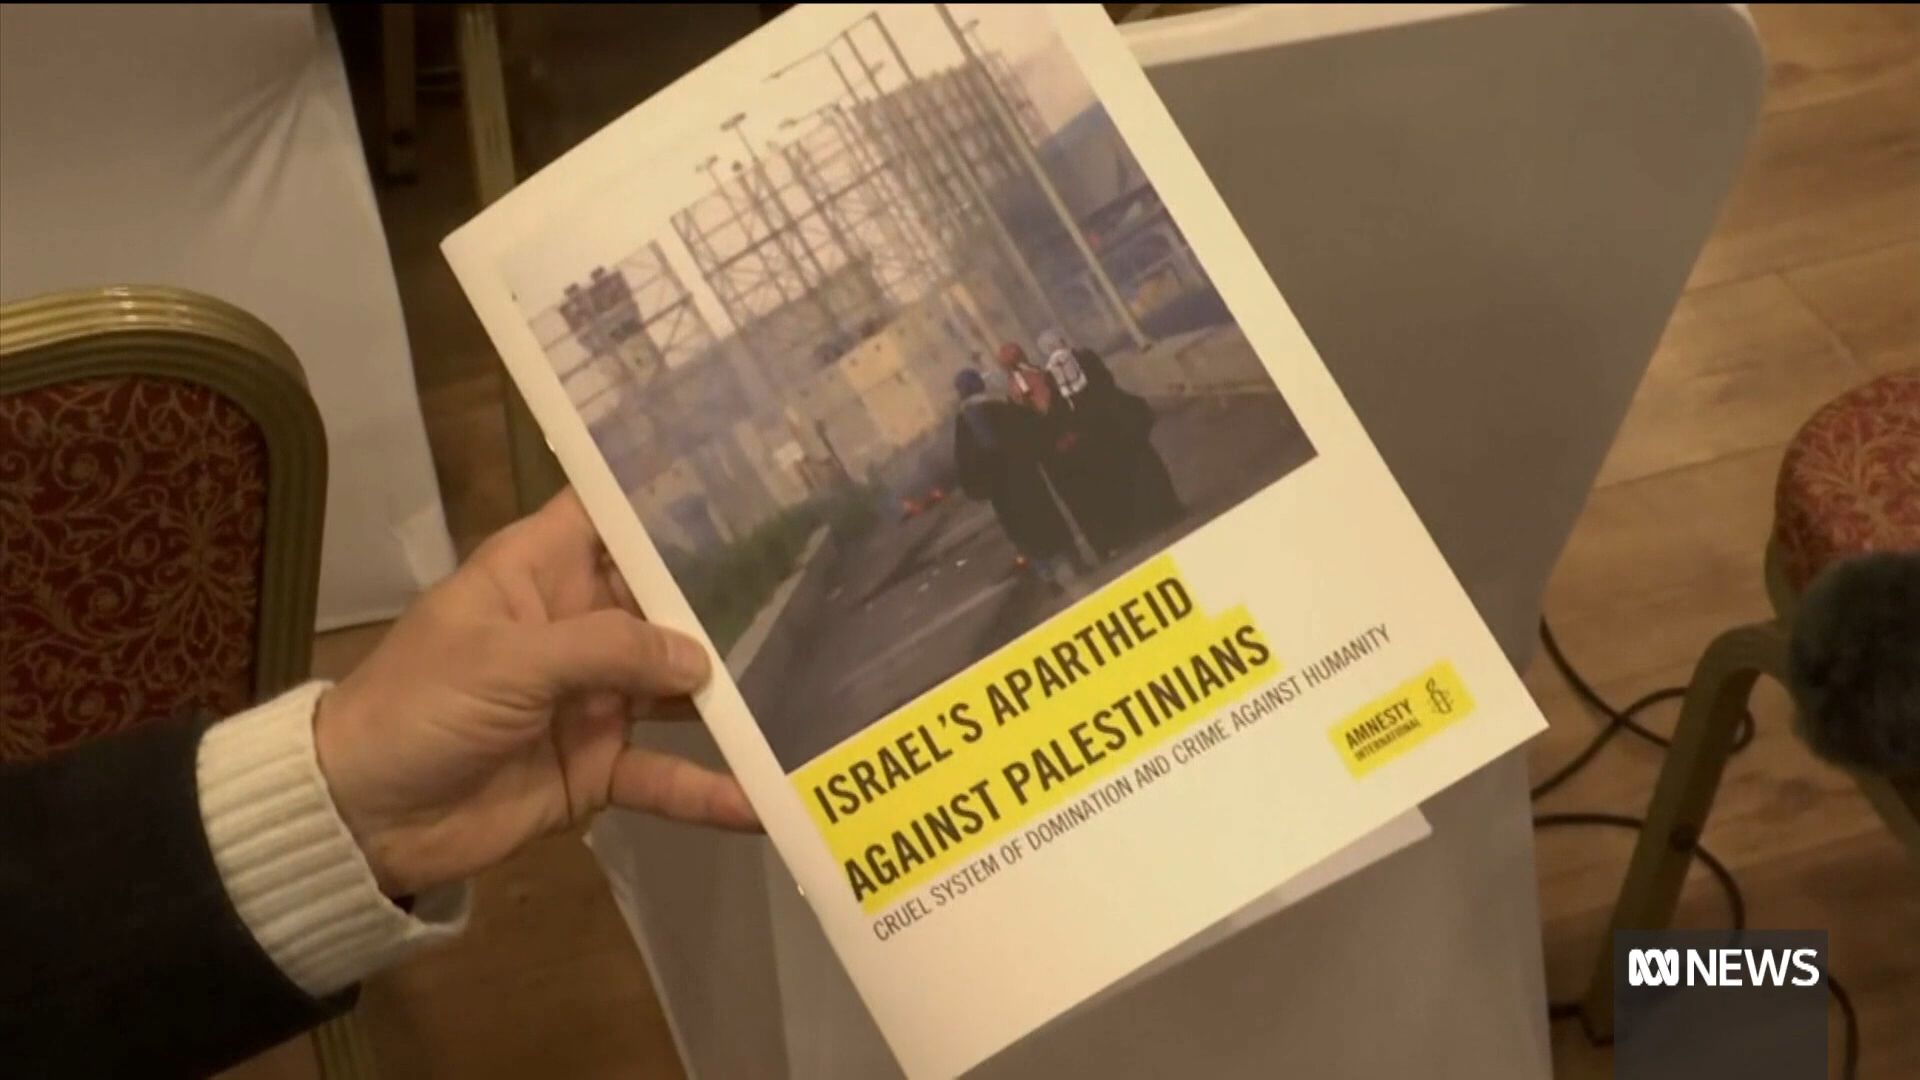 ISRAEL'S APARTHEID
AGAINST PALESTINIANS
CRUEL SYSTEM OF DOMINATION AND CRIME AGAINST HUMANITY
AMNESTY
INTERNATIONAL
NEWS